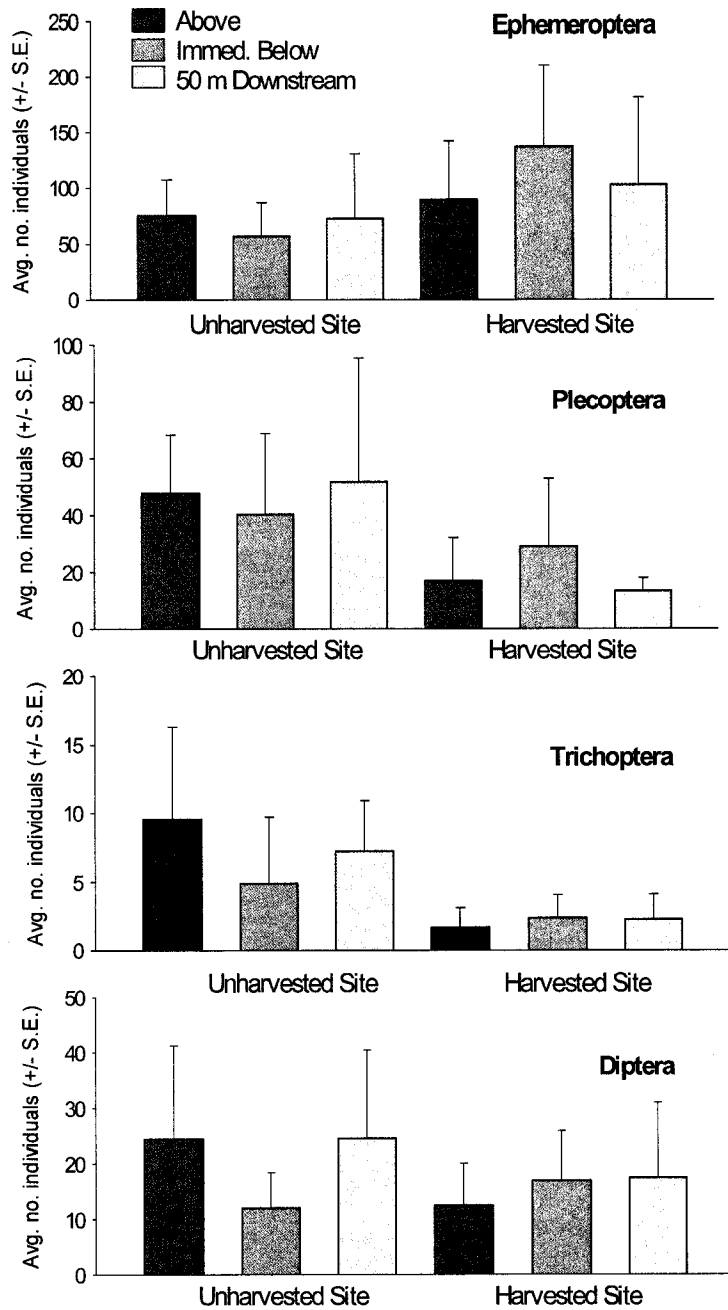 Above
Immed. Below
50 m Downstream
Ephemeroptera
Avg. no. individuals (+/- S.E.)
250
200
150
100
50
0
Unharvested Site Harvested Site
Plecoptera
Avg. no. individuals (+/- S.E.)
100
80
60
40
20
0
Unharvested Site Harvested Site
Trichoptera
Avg. no. individuals (+/- S.E.)
20
15
10
5
0
Unharvested Site Harvested Site
Diptera
Avg. no. individuals (+/- S.E.)
50
40
30
20
10
0
Unharvested Site Harvested Site